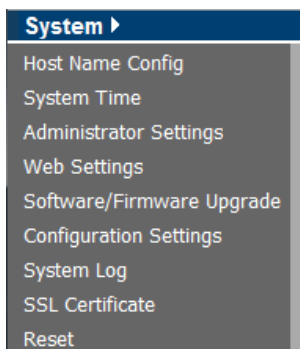 System
Host Name Config
System Time
Administrator Settings
Web Settings
Software/Firmware Upgrade
Configuration Settings
System Log
SSL Certificate
Reset